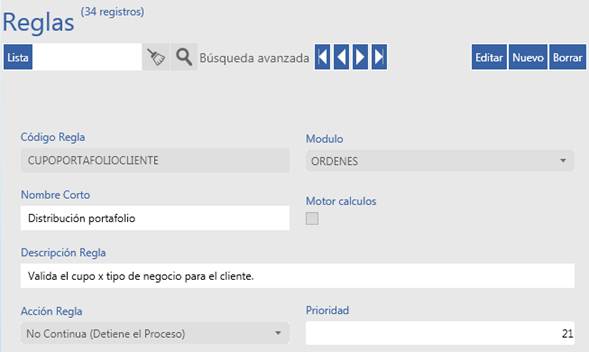 Reglas (34 registros)
Lista Búsqueda avanzada Editar Nuevo Borrar
Código Regla Modulo
CUPOPORTAFOLIOCLIENTE ORDENES
Nombre Corto Motor calculos
Distribución portafolio
Descripción Regla
Valida el cupo x tipo de negocio para el cliente.
Acción Regla Prioridad
No Continua (Detiene el Proceso) 21